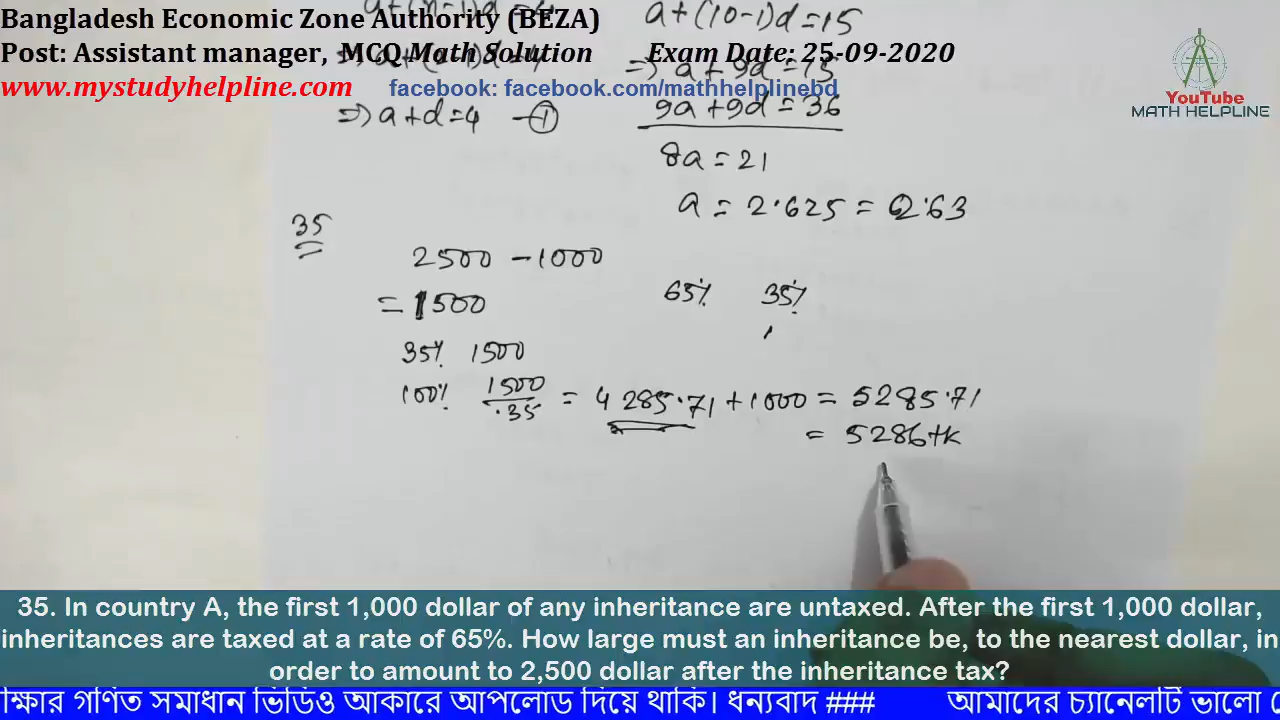 Bangladesh Economic Zone Authority (BEZA)
Post: Assistant manager, MCQ Math Solution Exam Date: 25-09-2020
www.mystudyhelpline.com facebook: facebook.com/mathhelplinebd
YouTube
MATH HELPLINE
a+(10-1)d=15
=> a+9d=15
=> a+d=4 -①
9a+9d=36
8a=21
a = 2.625 = 2.63
35
2500 - 1000
= 1500
65% 35%
35% 1500
100% 1500/.35 = 4285.71 + 1000 = 5285.71
= 5286tk
35. In country A, the first 1,000 dollar of any inheritance are untaxed. After the first 1,000 dollar,
inheritances are taxed at a rate of 65%. How large must an inheritance be, to the nearest dollar, in
order to amount to 2,500 dollar after the inheritance tax?
ক্ষার গণিত সমাধান ভিডিও আকারে আপলোড দিয়ে থাকি। ধন্যবাদ ### আমাদের চ্যানেলটি ভালো